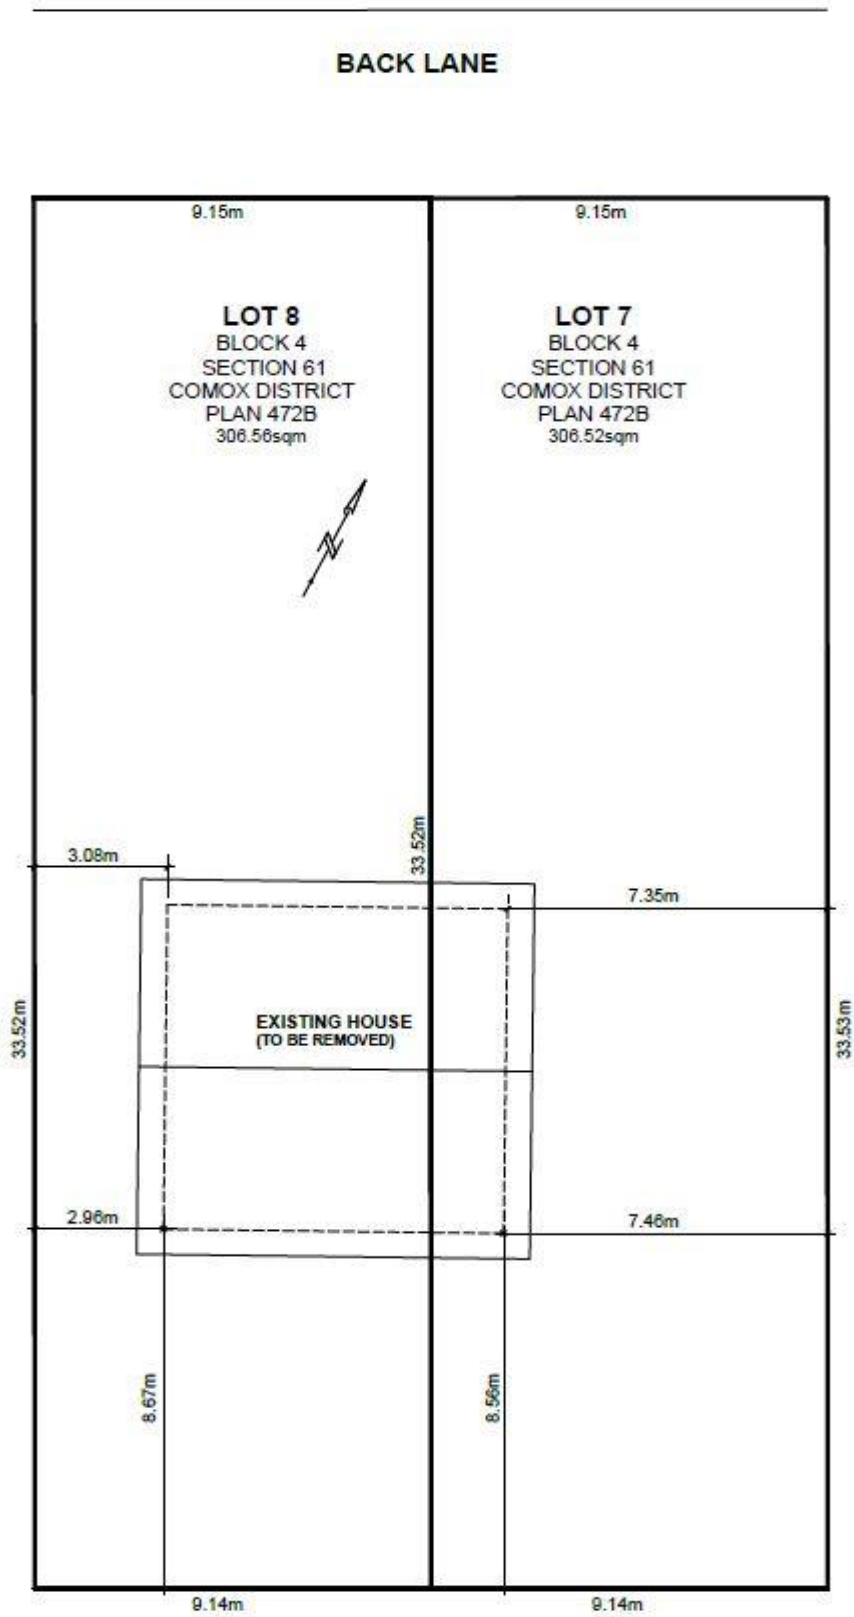 BACK LANE
9.15m
9.15m
LOT 8
BLOCK 4
SECTION 61
COMOX DISTRICT
PLAN 472B
306.56sqm
LOT 7
BLOCK 4
SECTION 61
COMOX DISTRICT
PLAN 472B
306.52sqm
N
33.52m
3.08m
7.35m
33.52m
EXISTING HOUSE
(TO BE REMOVED)
33.53m
2.96m
7.46m
8.67m
8.56m
9.14m
9.14m